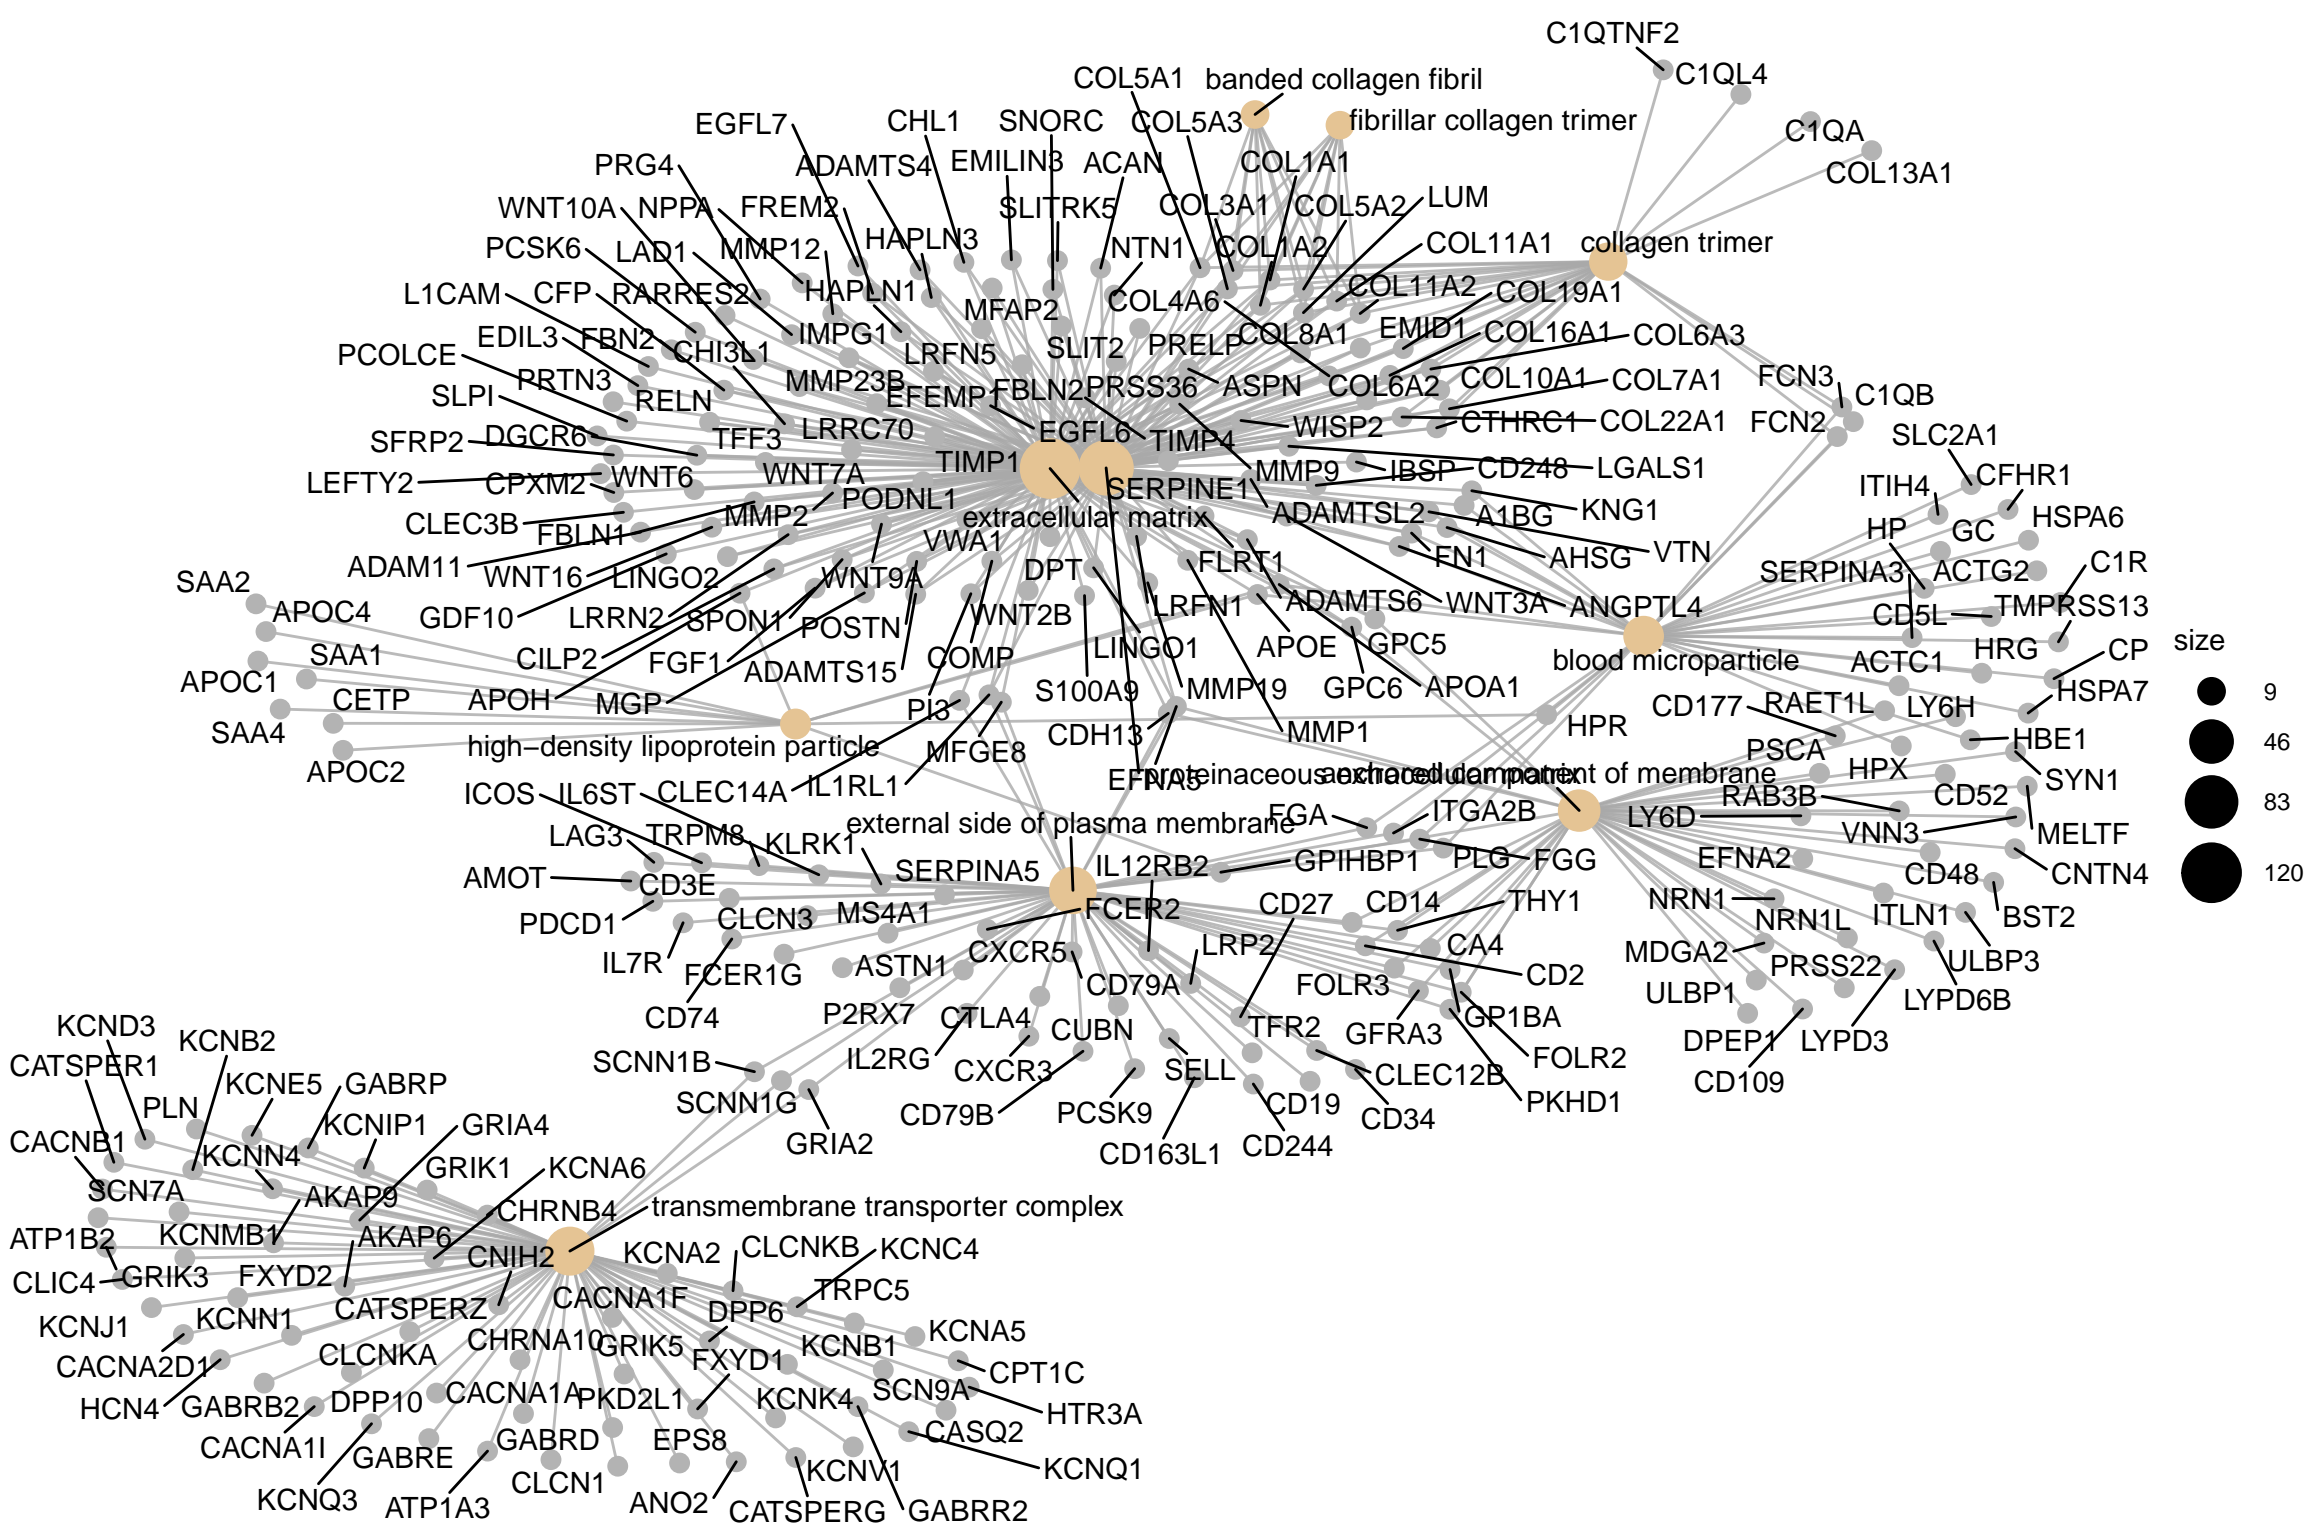 C1QTNF2
COL5A1
banded collagen fibril
C1QL4
EGFL7
CHL1
SNORC
COL5A3
fibrillar collagen trimer
C1QA
PRG4
ADAMTS4
EMILIN3
ACAN
COL1A1
COL13A1
WNT10A
NPPA
FREM2
SLITRK5
COL3A1
COL5A2
LUM
PCSK6
LAD1
MMP12
HAPLN3
NTN1
COL1A2
COL11A1
collagen trimer
L1CAM
CFP
RARRES2
HAPLN1
MFAP2
COL4A6
COL11A2
COL19A1
EDIL3
FBN2
IMPG1
COL8A1
EMID1
COL16A1
COL6A3
PCOLCE
CHI3L1
LRFN5
SLIT2
PRELP
PRTN3
MMP23B
EFEMP1
FBLN2
PRSS36
ASPN
COL6A2
COL10A1
COL7A1
FCN3
SLPI
RELN
C1QB
SFRP2
DGCR6
TFF3
LRRC70
EGFL6
TIMP4
WISP2
CTHRC1
COL22A1
FCN2
SLC2A1
LEFTY2
CPXM2
WNT6
WNT7A
TIMP1
MMP9
IBSP
CD248
LGALS1
CFHR1
CLEC3B
FBLN1
MMP2
PODNL1
SERPINE1
ADAMTSL2
A1BG
KNG1
ITIH4
extracellular matrix
HP
GC
HSPA6
ADAM11
WNT16
LINGO2
WNT9A
VWA1
DPT
FLRT1
FN1
AHSG
VTN
SERPINA3
ACTG2
C1R
SAA2
APOC4
GDF10
LRRN2
SPON1
POSTN
WNT2B
LRFN1
ADAMTS6
WNT3A
ANGPTL4
CD5L
TMPRSS13
SAA1
CILP2
FGF1
ADAMTS15
COMP
LINGO1
APOE
GPC5
blood microparticle
ACTC1
HRG
CP
size
APOC1
CETP
APOH
MGP
PI3
S100A9
MMP19
GPC6
APOA1
CD177
RAET1L
LY6H
HSPA7
9
SAA4
high−density lipoprotein particle
MFGE8
CDH13
MMP1
HPR
PSCA
HBE1
46
APOC2
EFNA5
proteinaceous extracellular matrix
anchored component of membrane
HPX
SYN1
ICOS
IL6ST
CLEC14A
IL1RL1
FGA
ITGA2B
RAB3B
CD52
83
LAG3
TRPM8
KLRK1
external side of plasma membrane
LY6D
VNN3
MELTF
AMOT
CD3E
SERPINA5
IL12RB2
GPIHBP1
PLG
FGG
EFNA2
CD48
CNTN4
120
PDCD1
CLCN3
MS4A1
FCER2
CD27
CD14
THY1
NRN1
NRN1L
ITLN1
BST2
IL7R
FCER1G
ASTN1
CXCR5
CD79A
LRP2
CA4
CD2
MDGA2
PRSS22
ULBP3
CD74
P2RX7
CTLA4
CUBN
TFR2
FOLR3
GFRA3
GP1BA
ULBP1
LYPD6B
KCND3
KCNB2
SCNN1B
IL2RG
CXCR3
SELL
CLEC12B
FOLR2
DPEP1
LYPD3
CATSPER1
KCNE5
GABRP
SCNN1G
CD79B
PCSK9
CD19
CD34
PKHD1
CD109
PLN
KCNIP1
GRIA4
GRIA2
CD163L1
CD244
CACNB1
KCNN4
GRIK1
KCNA6
SCN7A
AKAP9
CHRNB4
transmembrane transporter complex
ATP1B2
KCNMB1
AKAP6
CNIH2
KCNA2
CLCNKB
KCNC4
CLIC4
GRIK3
FXYD2
CATSPERZ
CACNA1F
DPP6
TRPC5
KCNJ1
KCNN1
CHRNA10
GRIK5
KCNB1
KCNA5
CACNA2D1
CLCNKA
FXYD1
CPT1C
HCN4
GABRB2
DPP10
CACNA1A
PKD2L1
KCNK4
SCN9A
HTR3A
CACNA1I
GABRE
GABRD
EPS8
CASQ2
KCNQ3
ATP1A3
CLCN1
ANO2
KCNV1
KCNQ1
CATSPERG
GABRR2